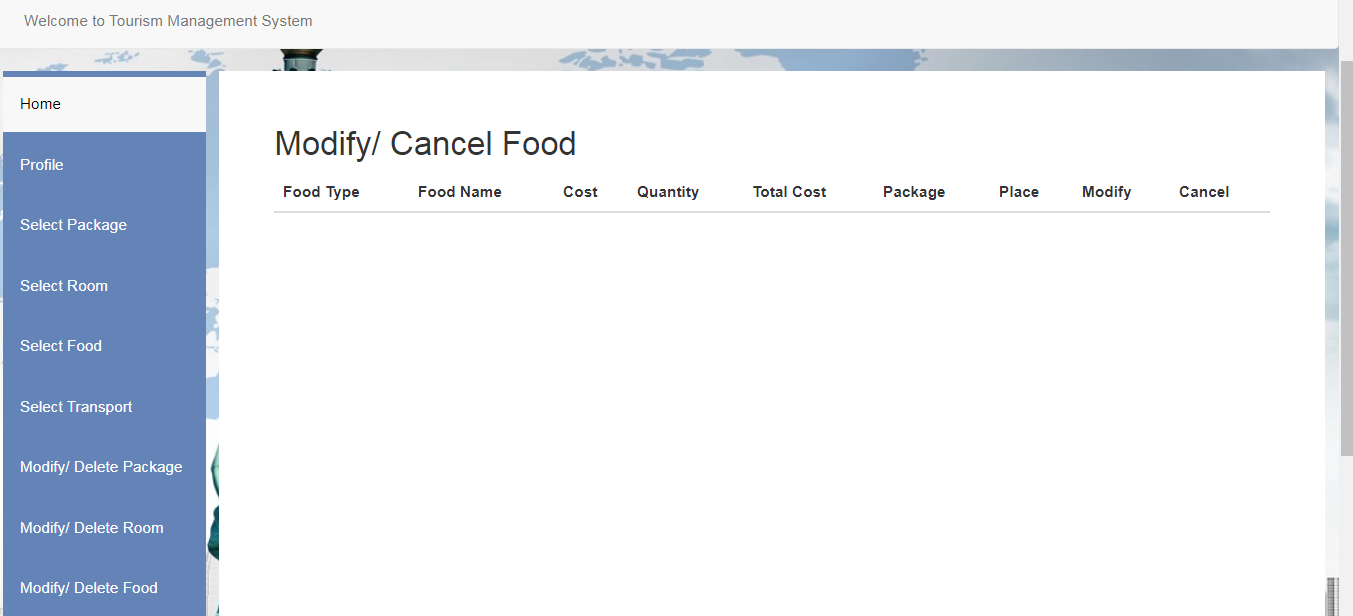 Welcome to Tourism Management System
Home
Profile
Select Package
Select Room
Select Food
Select Transport
Modify/ Delete Package
Modify/ Delete Room
Modify/ Delete Food
Modify/ Cancel Food
Food Type Food Name Cost Quantity Total Cost Package Place Modify Cancel